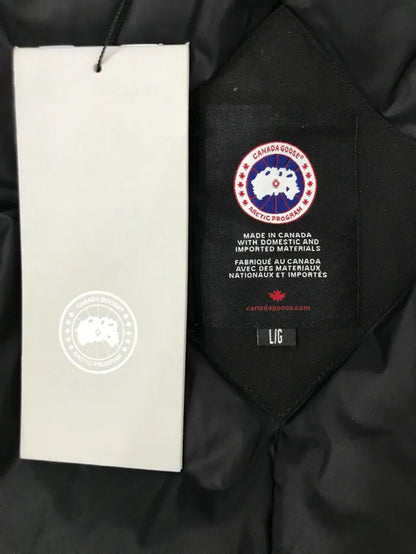 CANADA GOOSE®
ARCTIC PROGRAM
CANADA GOOSE®
ARCTIC PROGRAM
MADE IN CANADA
WITH DOMESTIC AND
IMPORTED MATERIALS
FABRIQUÉ AU CANADA
AVEC DES MATERIAUX
NATIONAUX ET IMPORTÉS
canadagoose.com
L/G